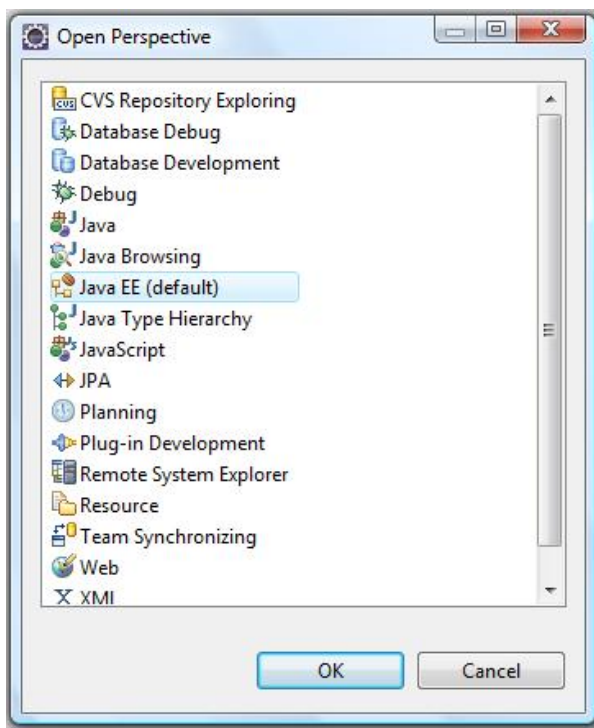 Open Perspective
CVS Repository Exploring
Database Debug
Database Development
Debug
Java
Java Browsing
Java EE (default)
Java Type Hierarchy
JavaScript
JPA
Planning
Plug-in Development
Remote System Explorer
Resource
Team Synchronizing
Web
XML
OK
Cancel